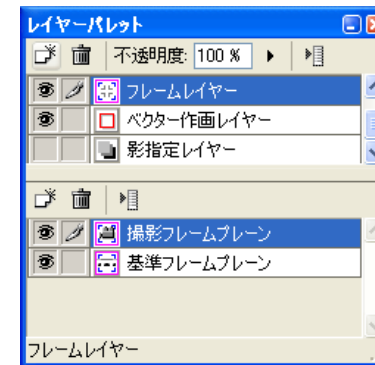 レイヤーパレット
不透明度: 100 %
フレームレイヤー
ベクター作画レイヤー
影指定レイヤー
撮影フレームプレーン
基準フレームプレーン
フレームレイヤー